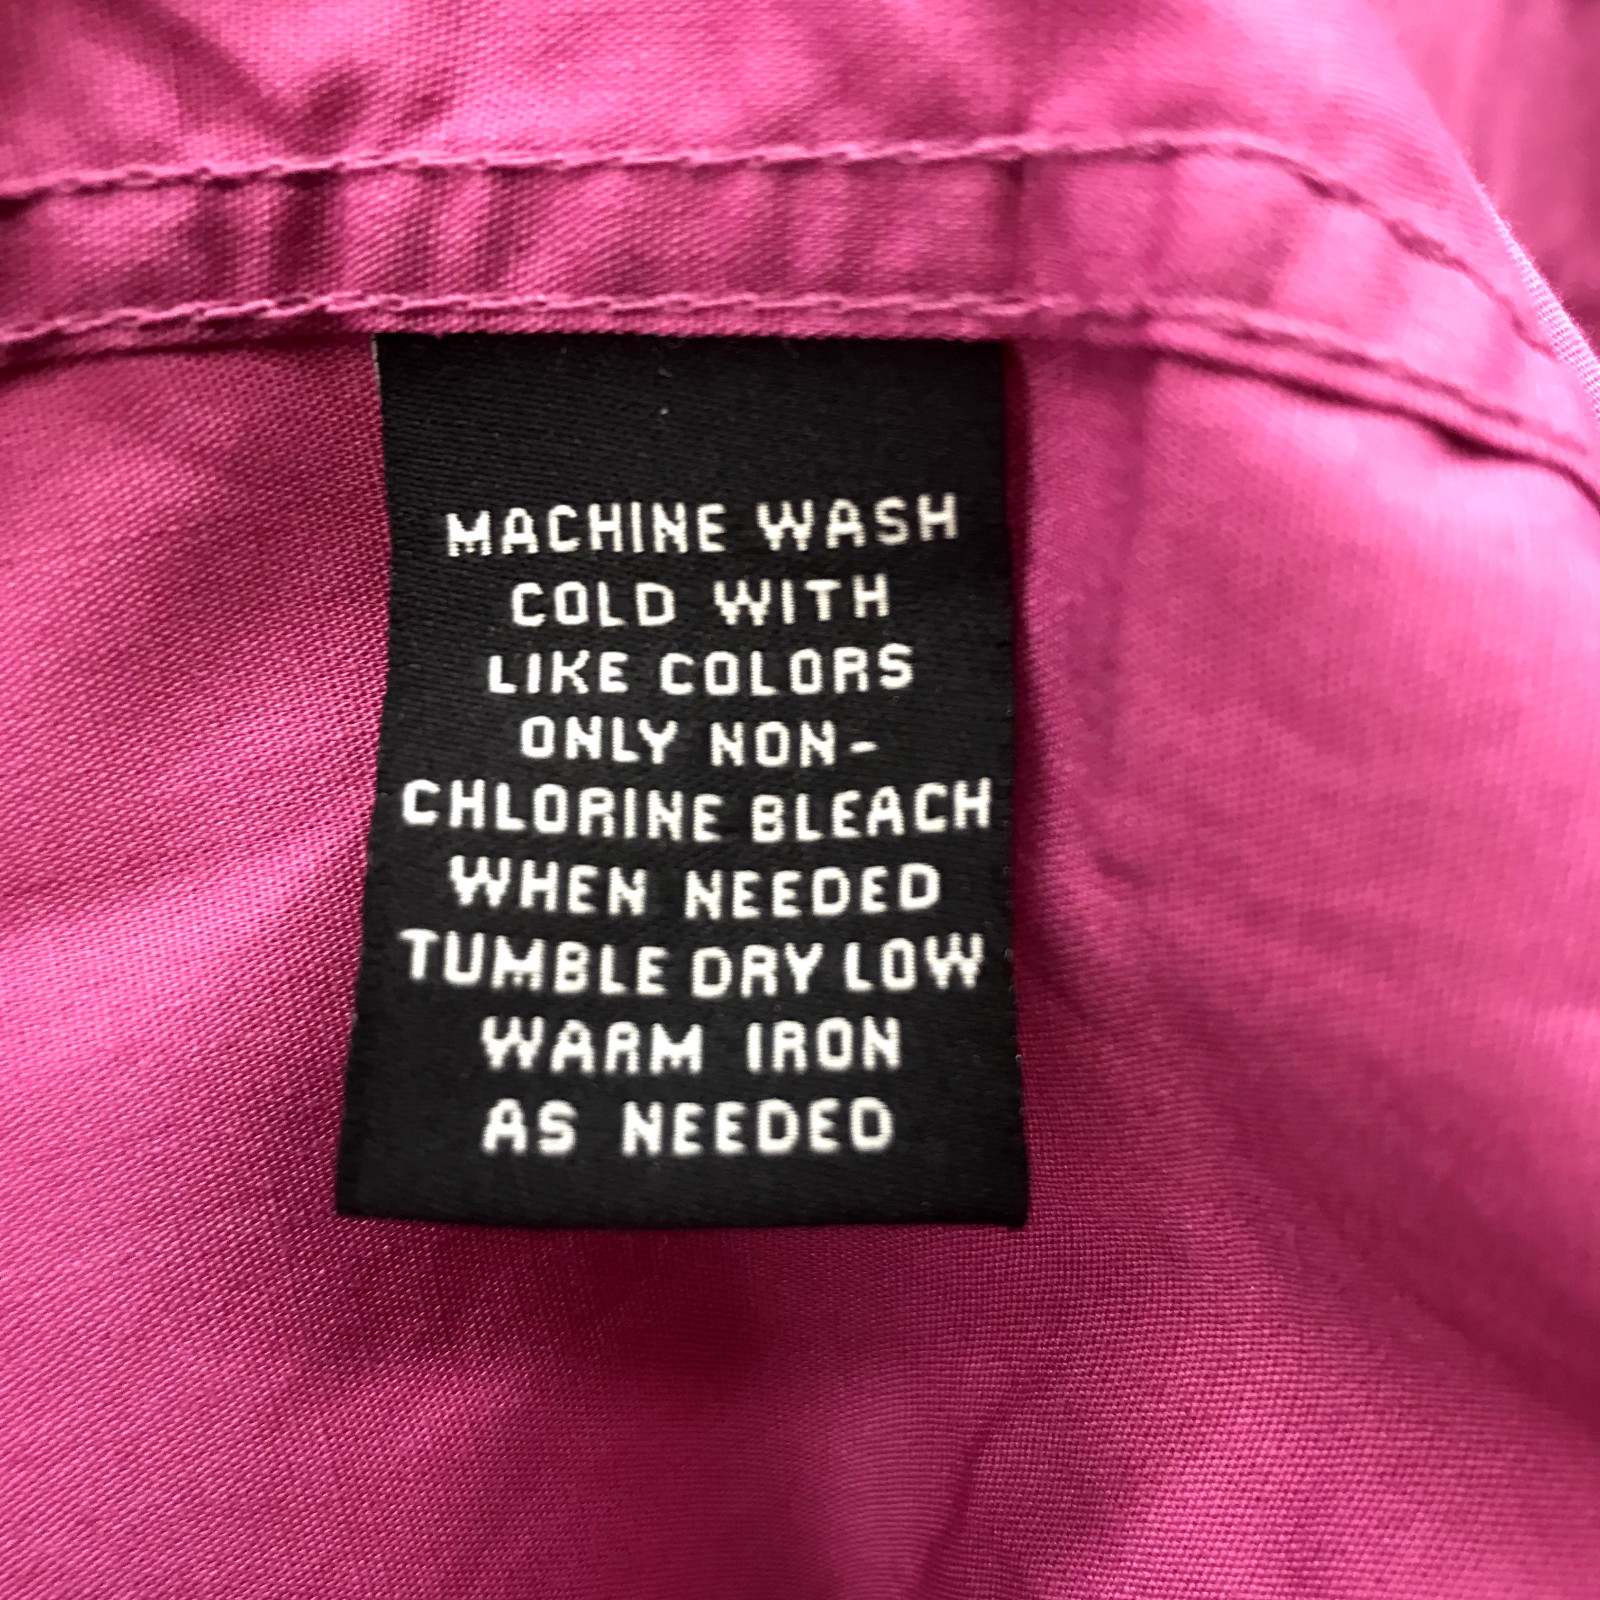 MACHINE WASH
COLD WITH
LIKE COLORS
ONLY NON-
CHLORINE BLEACH
WHEN NEEDED
TUMBLE DRY LOW
WARM IRON
AS NEEDED